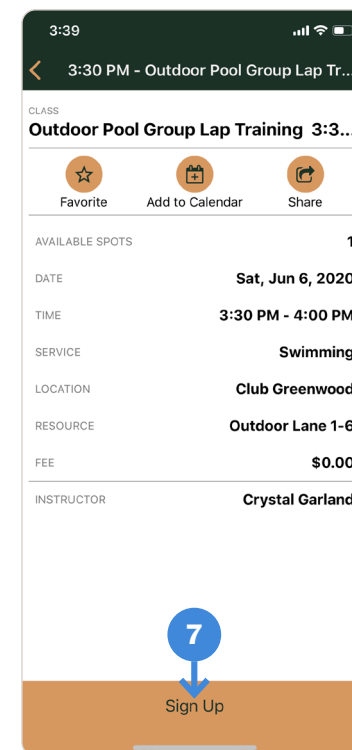 3:39
3:30 PM - Outdoor Pool Group Lap Tr...
CLASS
Outdoor Pool Group Lap Training 3:3...
Favorite Add to Calendar Share
AVAILABLE SPOTS 1
DATE Sat, Jun 6, 2020
TIME 3:30 PM - 4:00 PM
SERVICE Swimming
LOCATION Club Greenwood
RESOURCE Outdoor Lane 1-6
FEE $0.00
INSTRUCTOR Crystal Garland
7
Sign Up